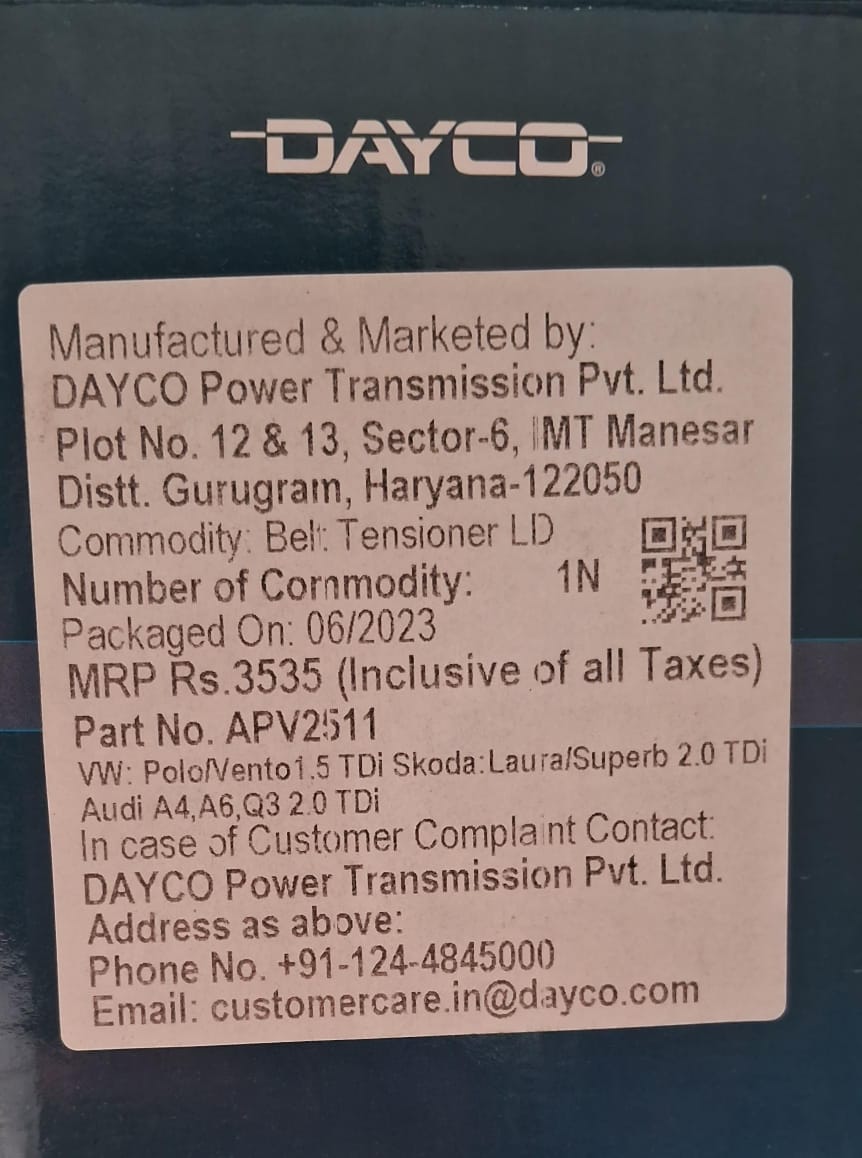 DAYCO®
Manufactured & Marketed by:
DAYCO Power Transmission Pvt. Ltd.
Plot No. 12 & 13, Sector-6, IMT Manesar
Distt. Gurugram, Haryana-122050
Commodity: Belt Tensioner LD
Number of Commodity: 1N
Packaged On: 06/2023
MRP Rs.3535 (Inclusive of all Taxes)
Part No. APV2511
VW: Polo/Vento1.5 TDi Skoda:Laura/Superb 2.0 TDi
Audi A4,A6,Q3 2.0 TDi
In case of Customer Complaint Contact:
DAYCO Power Transmission Pvt. Ltd.
Address as above:
Phone No. +91-124-4845000
Email: customercare.in@dayco.com